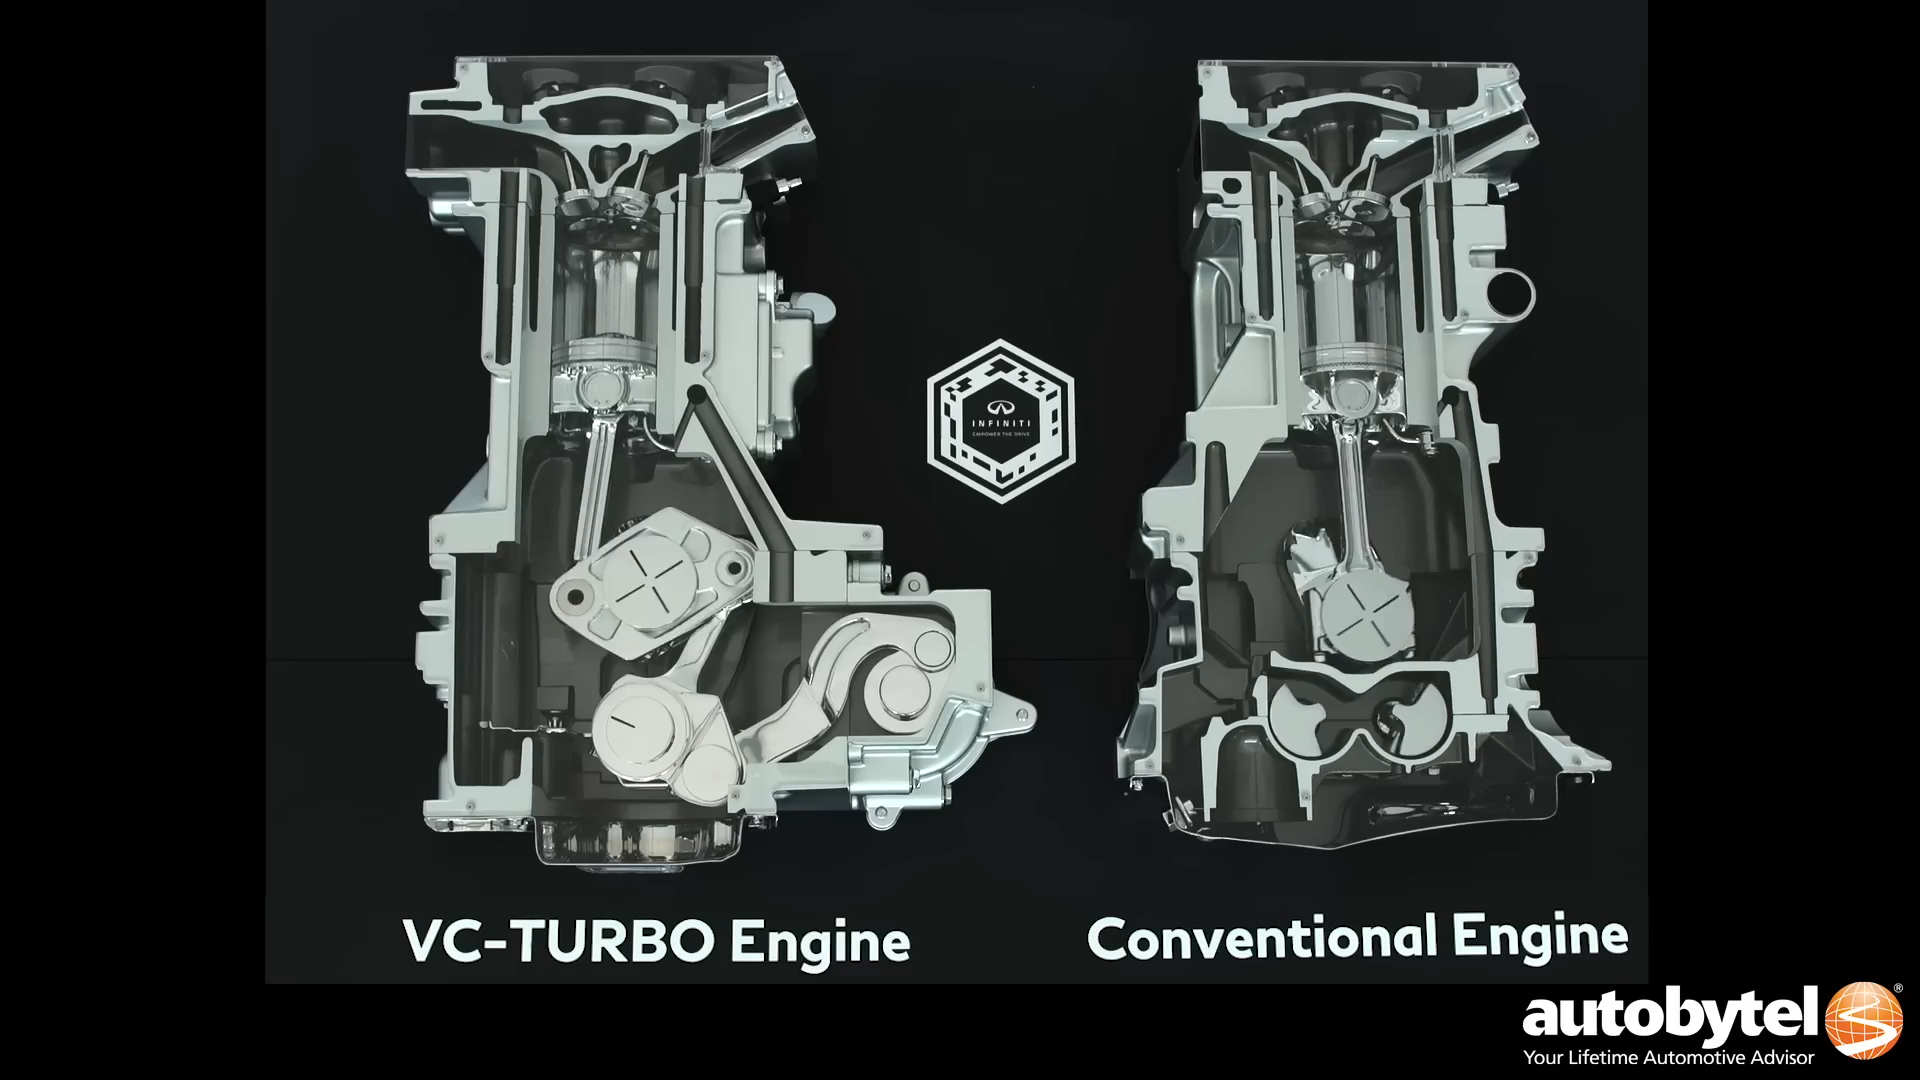 INFINITI
EMPOWER THE DRIVE
VC-TURBO Engine
Conventional Engine
autobytel®
Your Lifetime Automotive Advisor